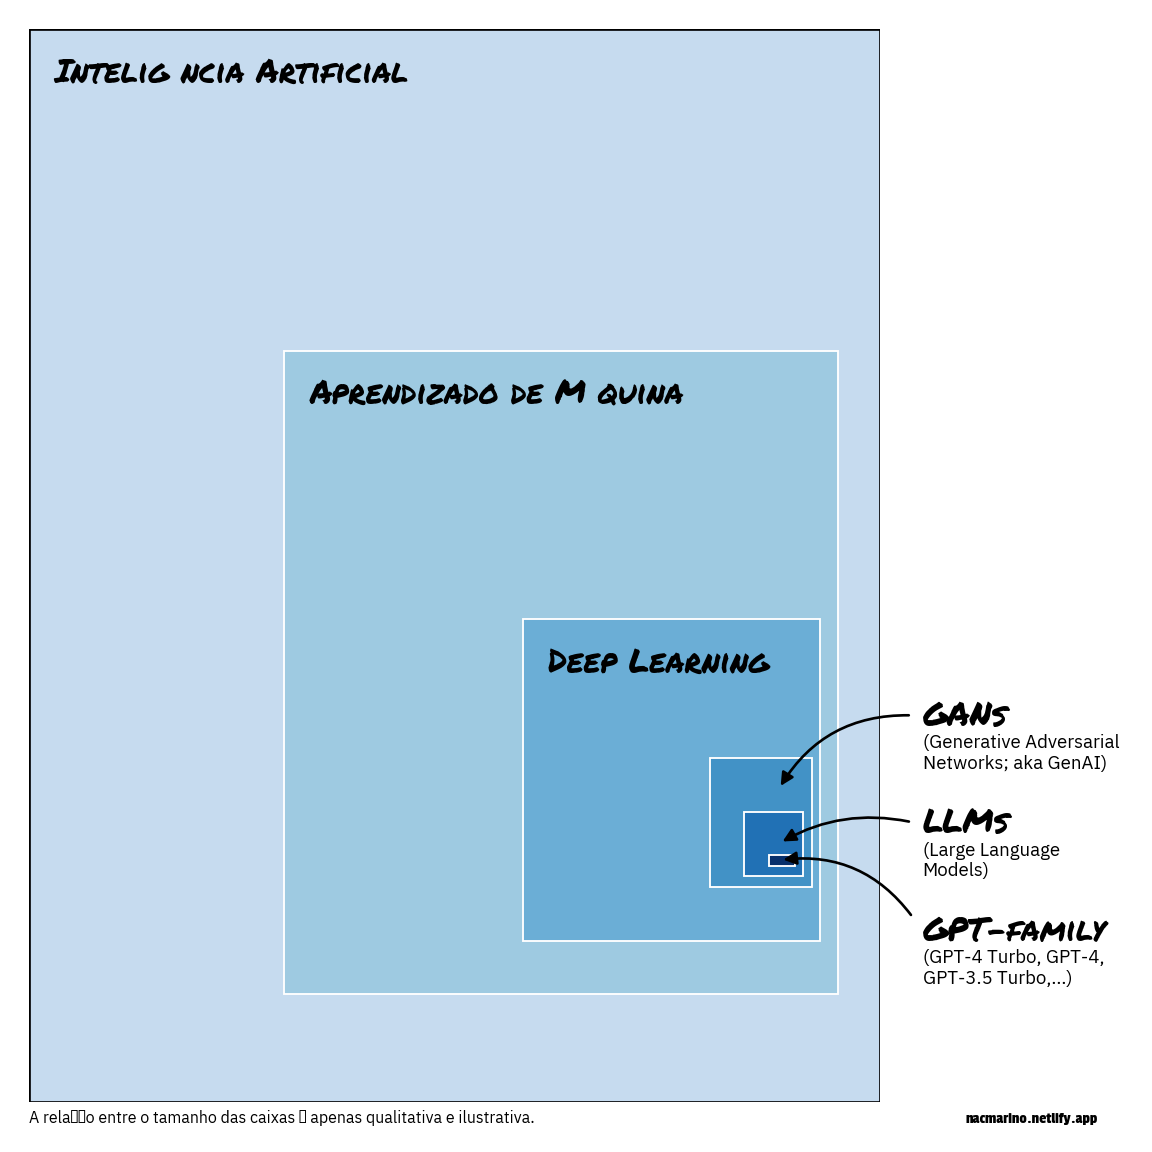 Intelig ncia Artificial
Aprendizado de M quina
Deep Learning
GANs
(Generative Adversarial
Networks; aka GenAI)
LLMs
(Large Language
Models)
GPT-family
(GPT-4 Turbo, GPT-4,
GPT-3.5 Turbo,...)
A rela▯▯o entre o tamanho das caixas ▯ apenas qualitativa e ilustrativa.
nacmarino.netlify.app